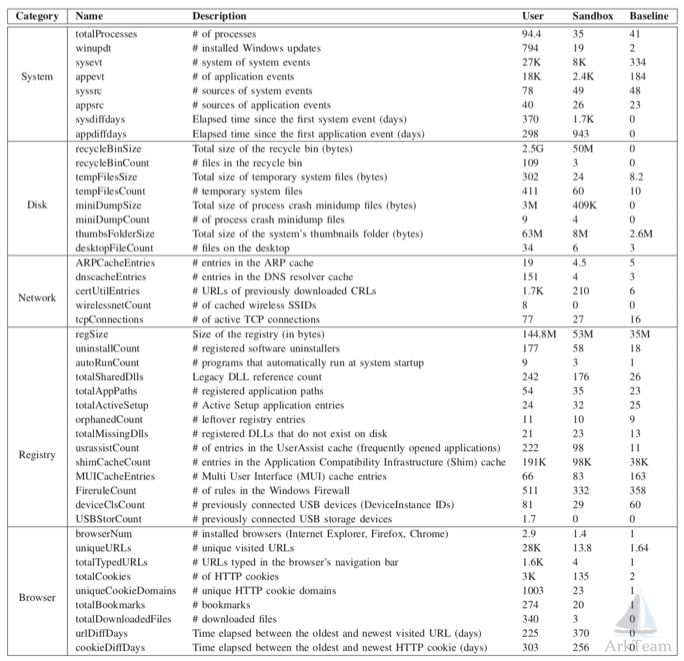 Category Name Description User Sandbox Baseline
totalProcesses # of processes 94.4 35 41
winupdt # installed Windows updates 794 19 2
sysevt # system of system events 27K 8K 334
System appevt # of application events 18K 2.4K 184
syssrc # sources of system events 78 49 48
appsrc # sources of application events 40 26 23
sysdiffdays Elapsed time since the first system event (days) 370 1.7K 0
appdiffdays Elapsed time since the first application event (days) 298 943 0
recycleBinSize Total size of the recycle bin (bytes) 2.5G 50M 0
recycleBinCount # files in the recycle bin 109 3 0
tempFilesSize Total size of temporary system files (bytes) 302 24 8.2
tempFilesCount # temporary system files 411 60 10
Disk miniDumpSize Total size of process crash minidump files (bytes) 3M 409K 0
miniDumpCount # of process crash minidump files 9 4 0
thumbsFolderSize Total size of the system's thumbnails folder (bytes) 63M 8M 2.6M
desktopFileCount # files on the desktop 34 6 3
ARPCacheEntries # entries in the ARP cache 19 4.5 5
dnscacheEntries # entries in the DNS resolver cache 151 4 3
Network certUtilEntries # URLs of previously downloaded CRLs 1.7K 210 6
wirelessnetCount # of cached wireless SSIDs 8 0 0
tcpConnections # of active TCP connections 77 27 16
regSize Size of the registry (in bytes) 144.8M 53M 35M
uninstallCount # registered software uninstallers 177 58 18
autoRunCount # programs that automatically run at system startup 9 3 1
totalSharedDlls Legacy DLL reference count 242 176 26
totalAppPaths # registered application paths 54 35 23
totalActiveSetup # Active Setup application entries 24 32 25
orphanedCount # leftover registry entries 11 10 9
totalMissingDlls # registered DLLs that do not exist on disk 21 23 13
Registry usrassistCount # of entries in the UserAssist cache (frequently opened applications) 222 98 11
shimCacheCount # entries in the Application Compatibility Infrastructure (Shim) cache 191K 98K 38K
MUICacheEntries # Multi User Interface (MUI) cache entries 66 83 163
FireruleCount # of rules in the Windows Firewall 511 332 358
deviceClsCount # previously connected USB devices (DeviceInstance IDs) 81 29 60
USBStorCount # previously connected USB storage devices 1.7 0 0
browserNum # installed browsers (Internet Explorer, Firefox, Chrome) 2.9 1.4 1
uniqueURLs # unique visited URLs 28K 13.8 1.64
totalTypedURLs # URLs typed in the browser's navigation bar 1.6K 4 1
totalCookies # of HTTP cookies 3K 135 2
Browser uniqueCookieDomains # unique HTTP cookie domains 1003 23 1
totalBookmarks # bookmarks 274 20 1
totalDownloadedFiles # downloaded files 340 3 0
urlDiffDays Time elapsed between the oldest and newest visited URL (days) 225 370 0
cookieDiffDays Time elapsed between the oldest and newest HTTP cookie (days) 303 256 0
ArkTeam